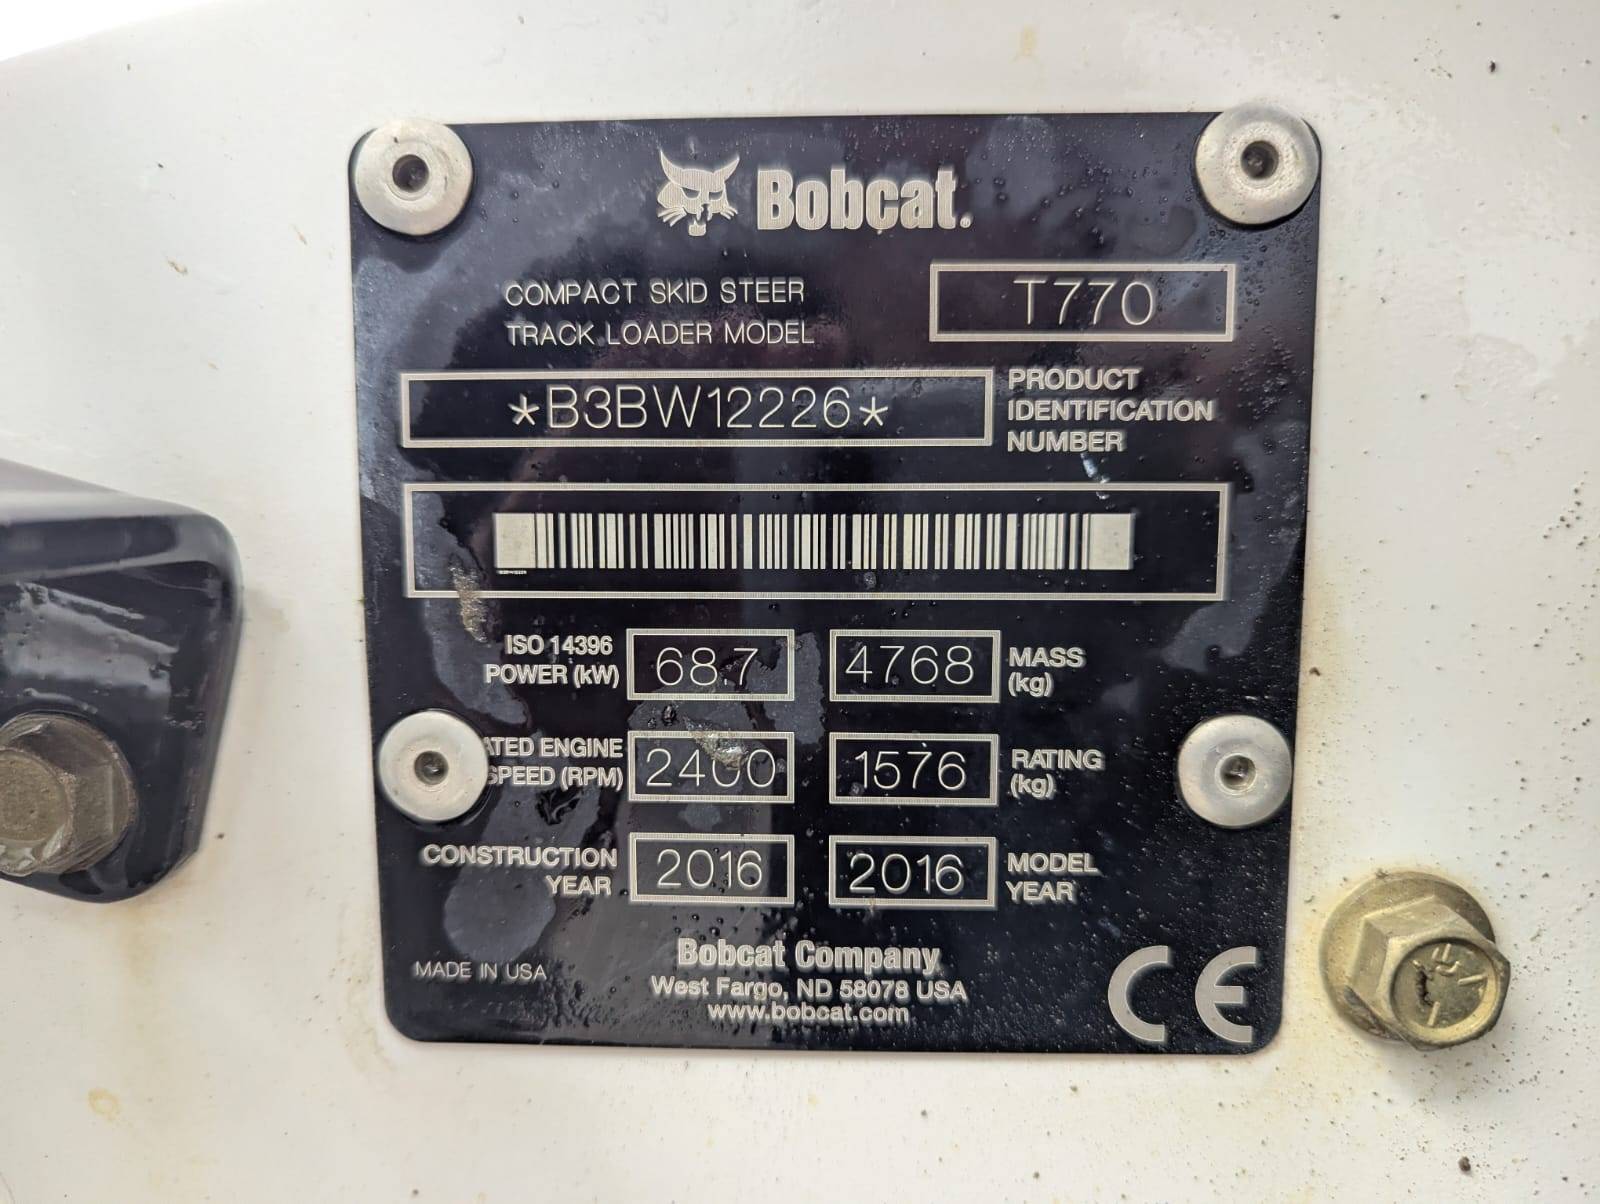 Bobcat.
COMPACT SKID STEER
TRACK LOADER MODEL
T770
*B3BW12226*
PRODUCT
IDENTIFICATION
NUMBER
ISO 14396
POWER (kW)
68.7
4768
MASS
(kg)
ATED ENGINE
SPEED (RPM)
2400
1576
RATING
(kg)
CONSTRUCTION
YEAR
2016
2016
MODEL
YEAR
MADE IN USA
Bobcat Company
West Fargo, ND 58078 USA
www.bobcat.com
CE